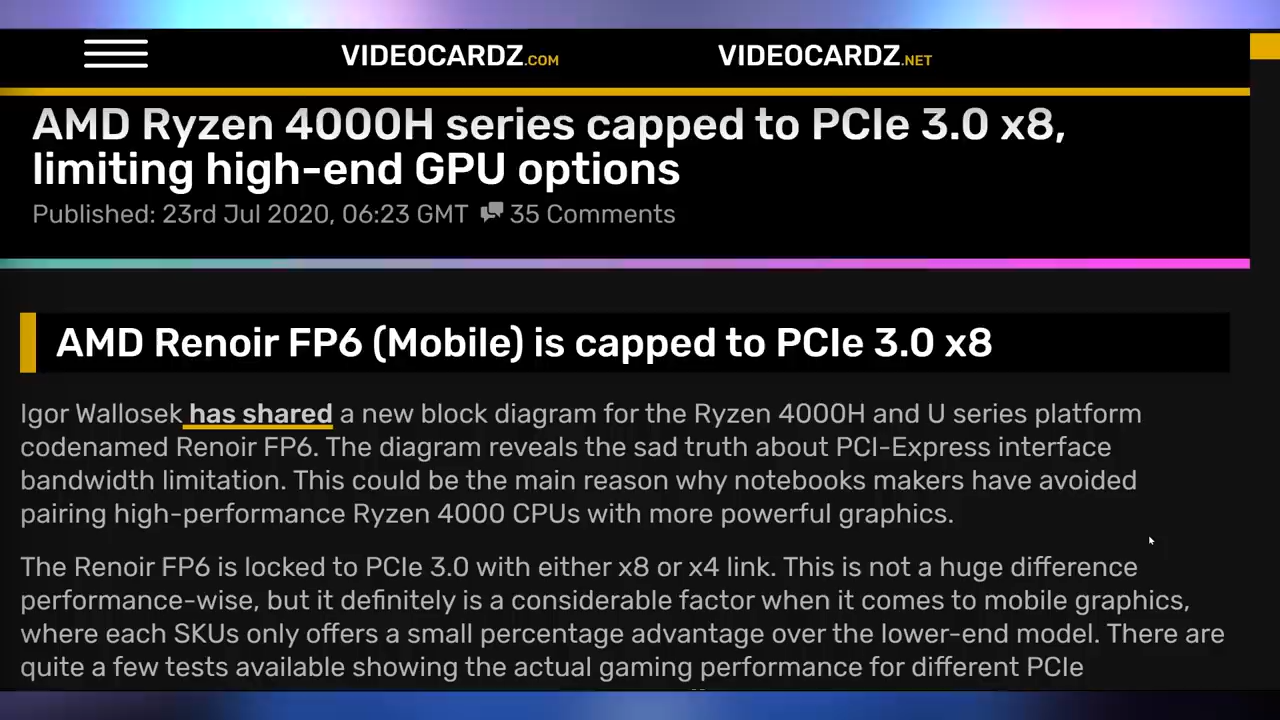 VIDEOCARDZ.COM VIDEOCARDZ.NET
AMD Ryzen 4000H series capped to PCIe 3.0 x8,
limiting high-end GPU options
Published: 23rd Jul 2020, 06:23 GMT 35 Comments
AMD Renoir FP6 (Mobile) is capped to PCIe 3.0 x8
Igor Wallosek has shared a new block diagram for the Ryzen 4000H and U series platform
codenamed Renoir FP6. The diagram reveals the sad truth about PCI-Express interface
bandwidth limitation. This could be the main reason why notebooks makers have avoided
pairing high-performance Ryzen 4000 CPUs with more powerful graphics.
The Renoir FP6 is locked to PCIe 3.0 with either x8 or x4 link. This is not a huge difference
performance-wise, but it definitely is a considerable factor when it comes to mobile graphics,
where each SKUs only offers a small percentage advantage over the lower-end model. There are
quite a few tests available showing the actual gaming performance for different PCIe